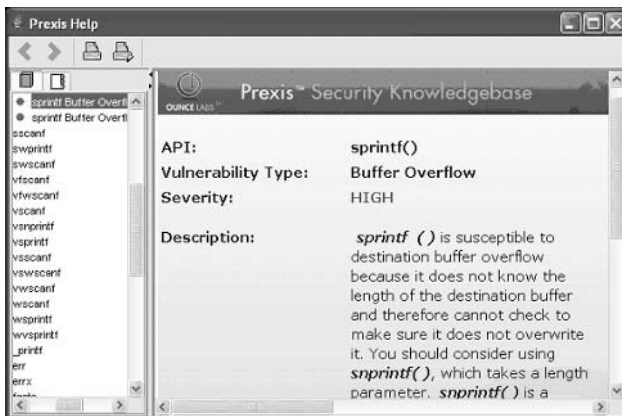 Prexis Help
sprintf Buffer Overfl
sprintf Buffer Overfl
sscanf
swprintf
swscanf
vfscanf
vfwscanf
vscanf
vsnprintf
vsprintf
vsscanf
vswscanf
vwscanf
wscanf
wsprintf
wvsprintf
_printf
err
errx
OUNCE LABS™
Prexis™ Security Knowledgebase
API: sprintf()
Vulnerability Type: Buffer Overflow
Severity: HIGH
Description: sprintf () is susceptible to
destination buffer overflow
because it does not know the
length of the destination buffer
and therefore cannot check to
make sure it does not overwrite
it. You should consider using
snprintf(), which takes a length
parameter. snprintf() is a